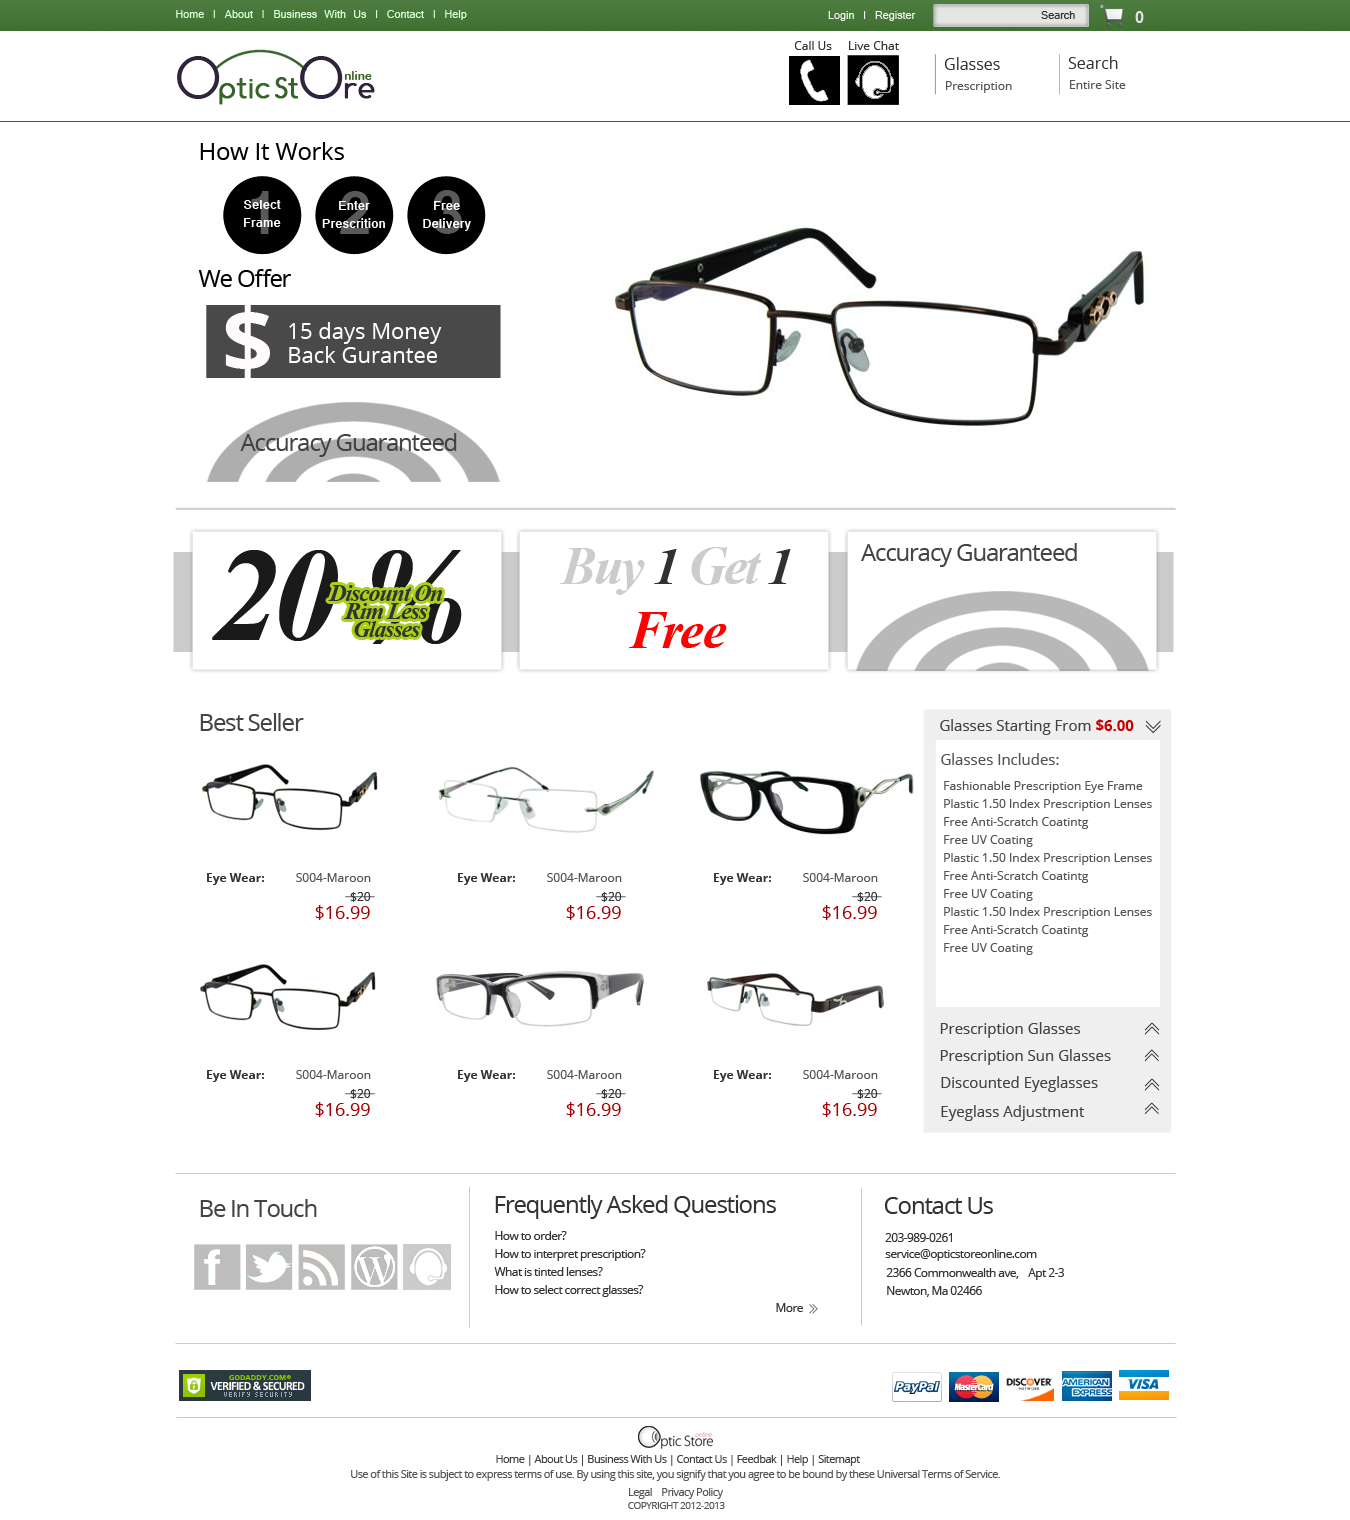 Home | About | Business With Us | Contact | Help
Login | Register
Search
0
Optic StOre
online
Call Us
Live Chat
Glasses
Prescription
Search
Entire Site
How It Works
1 Select Frame
2 Enter Prescrition
3 Free Delivery
We Offer
$
15 days Money
Back Gurantee
Accuracy Guaranteed
20 %
Discount On
Rim Less
Glasses
Buy 1 Get 1
Free
Accuracy Guaranteed
Best Seller
Eye Wear: S004-Maroon
$20
$16.99
Eye Wear: S004-Maroon
$20
$16.99
Eye Wear: S004-Maroon
$20
$16.99
Eye Wear: S004-Maroon
$20
$16.99
Eye Wear: S004-Maroon
$20
$16.99
Eye Wear: S004-Maroon
$20
$16.99
Glasses Starting From $6.00
Glasses Includes:
Fashionable Prescription Eye Frame
Plastic 1.50 Index Prescription Lenses
Free Anti-Scratch Coatintg
Free UV Coating
Plastic 1.50 Index Prescription Lenses
Free Anti-Scratch Coatintg
Free UV Coating
Plastic 1.50 Index Prescription Lenses
Free Anti-Scratch Coatintg
Free UV Coating
Prescription Glasses
Prescription Sun Glasses
Discounted Eyeglasses
Eyeglass Adjustment
Be In Touch
Frequently Asked Questions
How to order?
How to interpret prescription?
What is tinted lenses?
How to select correct glasses?
More
Contact Us
203-989-0261
service@opticstoreonline.com
2366 Commonwealth ave, Apt 2-3
Newton, Ma 02466
GODADDY.COM®
VERIFIED & SECURED
VERIFY SECURITY
PayPal
MasterCard
DISCOVER
NETWORK
AMERICAN EXPRESS
VISA
Optic Store
online
Home | About Us | Business With Us | Contact Us | Feedbak | Help | Sitemapt
Use of this Site is subject to express terms of use. By using this site, you signify that you agree to be bound by these Universal Terms of Service.
Legal Privacy Policy
COPYRIGHT 2012-2013